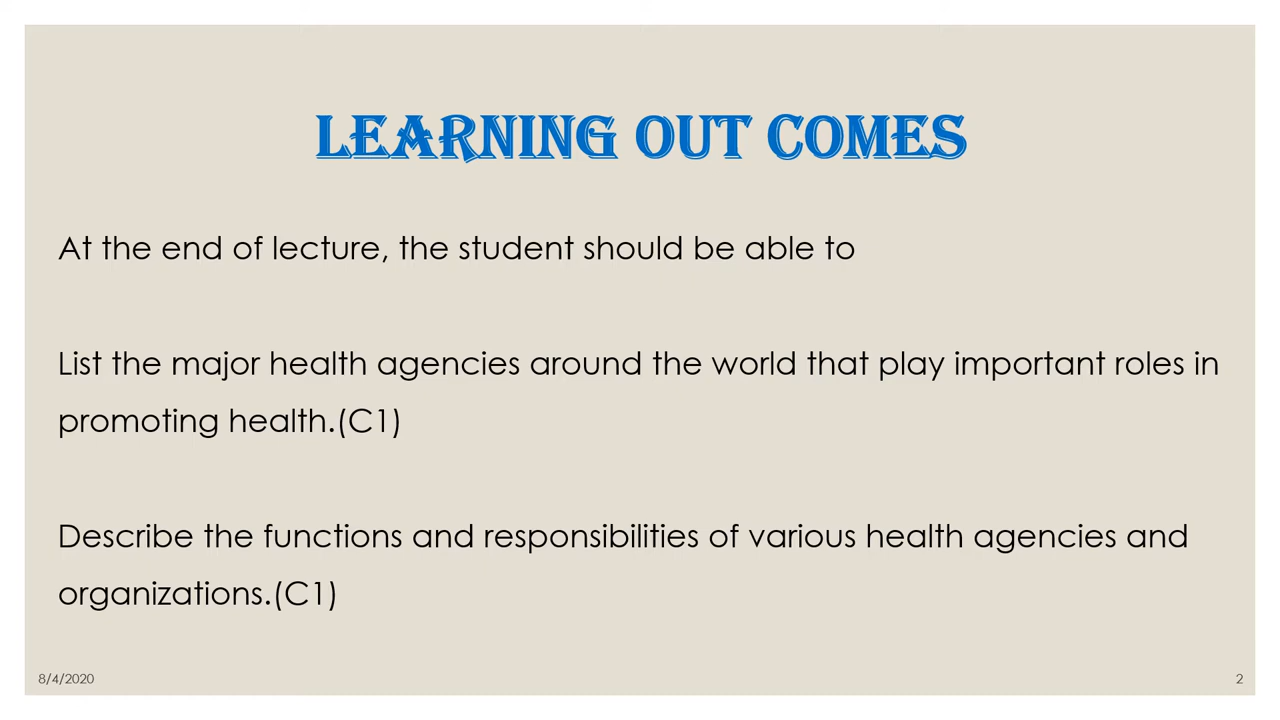 LEARNING OUT COMES
At the end of lecture, the student should be able to
List the major health agencies around the world that play important roles in
promoting health.(C1)
Describe the functions and responsibilities of various health agencies and
organizations.(C1)
8/4/2020
2